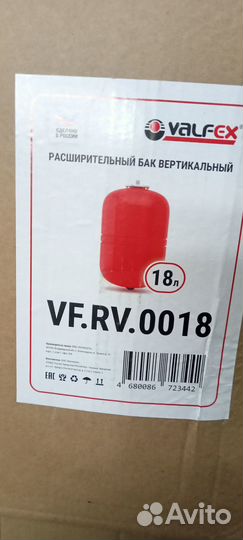 СДЕЛАНО
В РОССИИ
VALFEX
РАСШИРИТЕЛЬНЫЙ БАК ВЕРТИКАЛЬНЫЙ
18л
VF.RV.0018
EAC
4 680086 723442
Avito